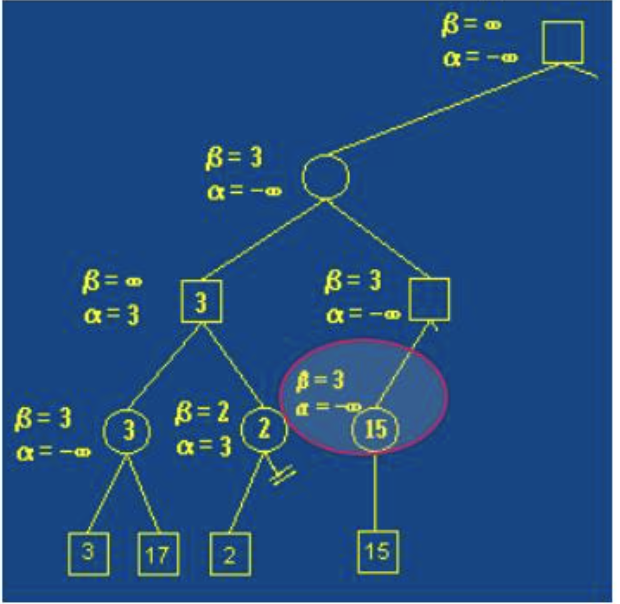 β = ∞
α = -∞
β = 3
α = -∞
β = ∞
α = 3
3
β = 3
α = -∞
β = 3
α = -∞
3
β = 2
α = 3
2
β = 3
α = -∞
15
3
17
2
15